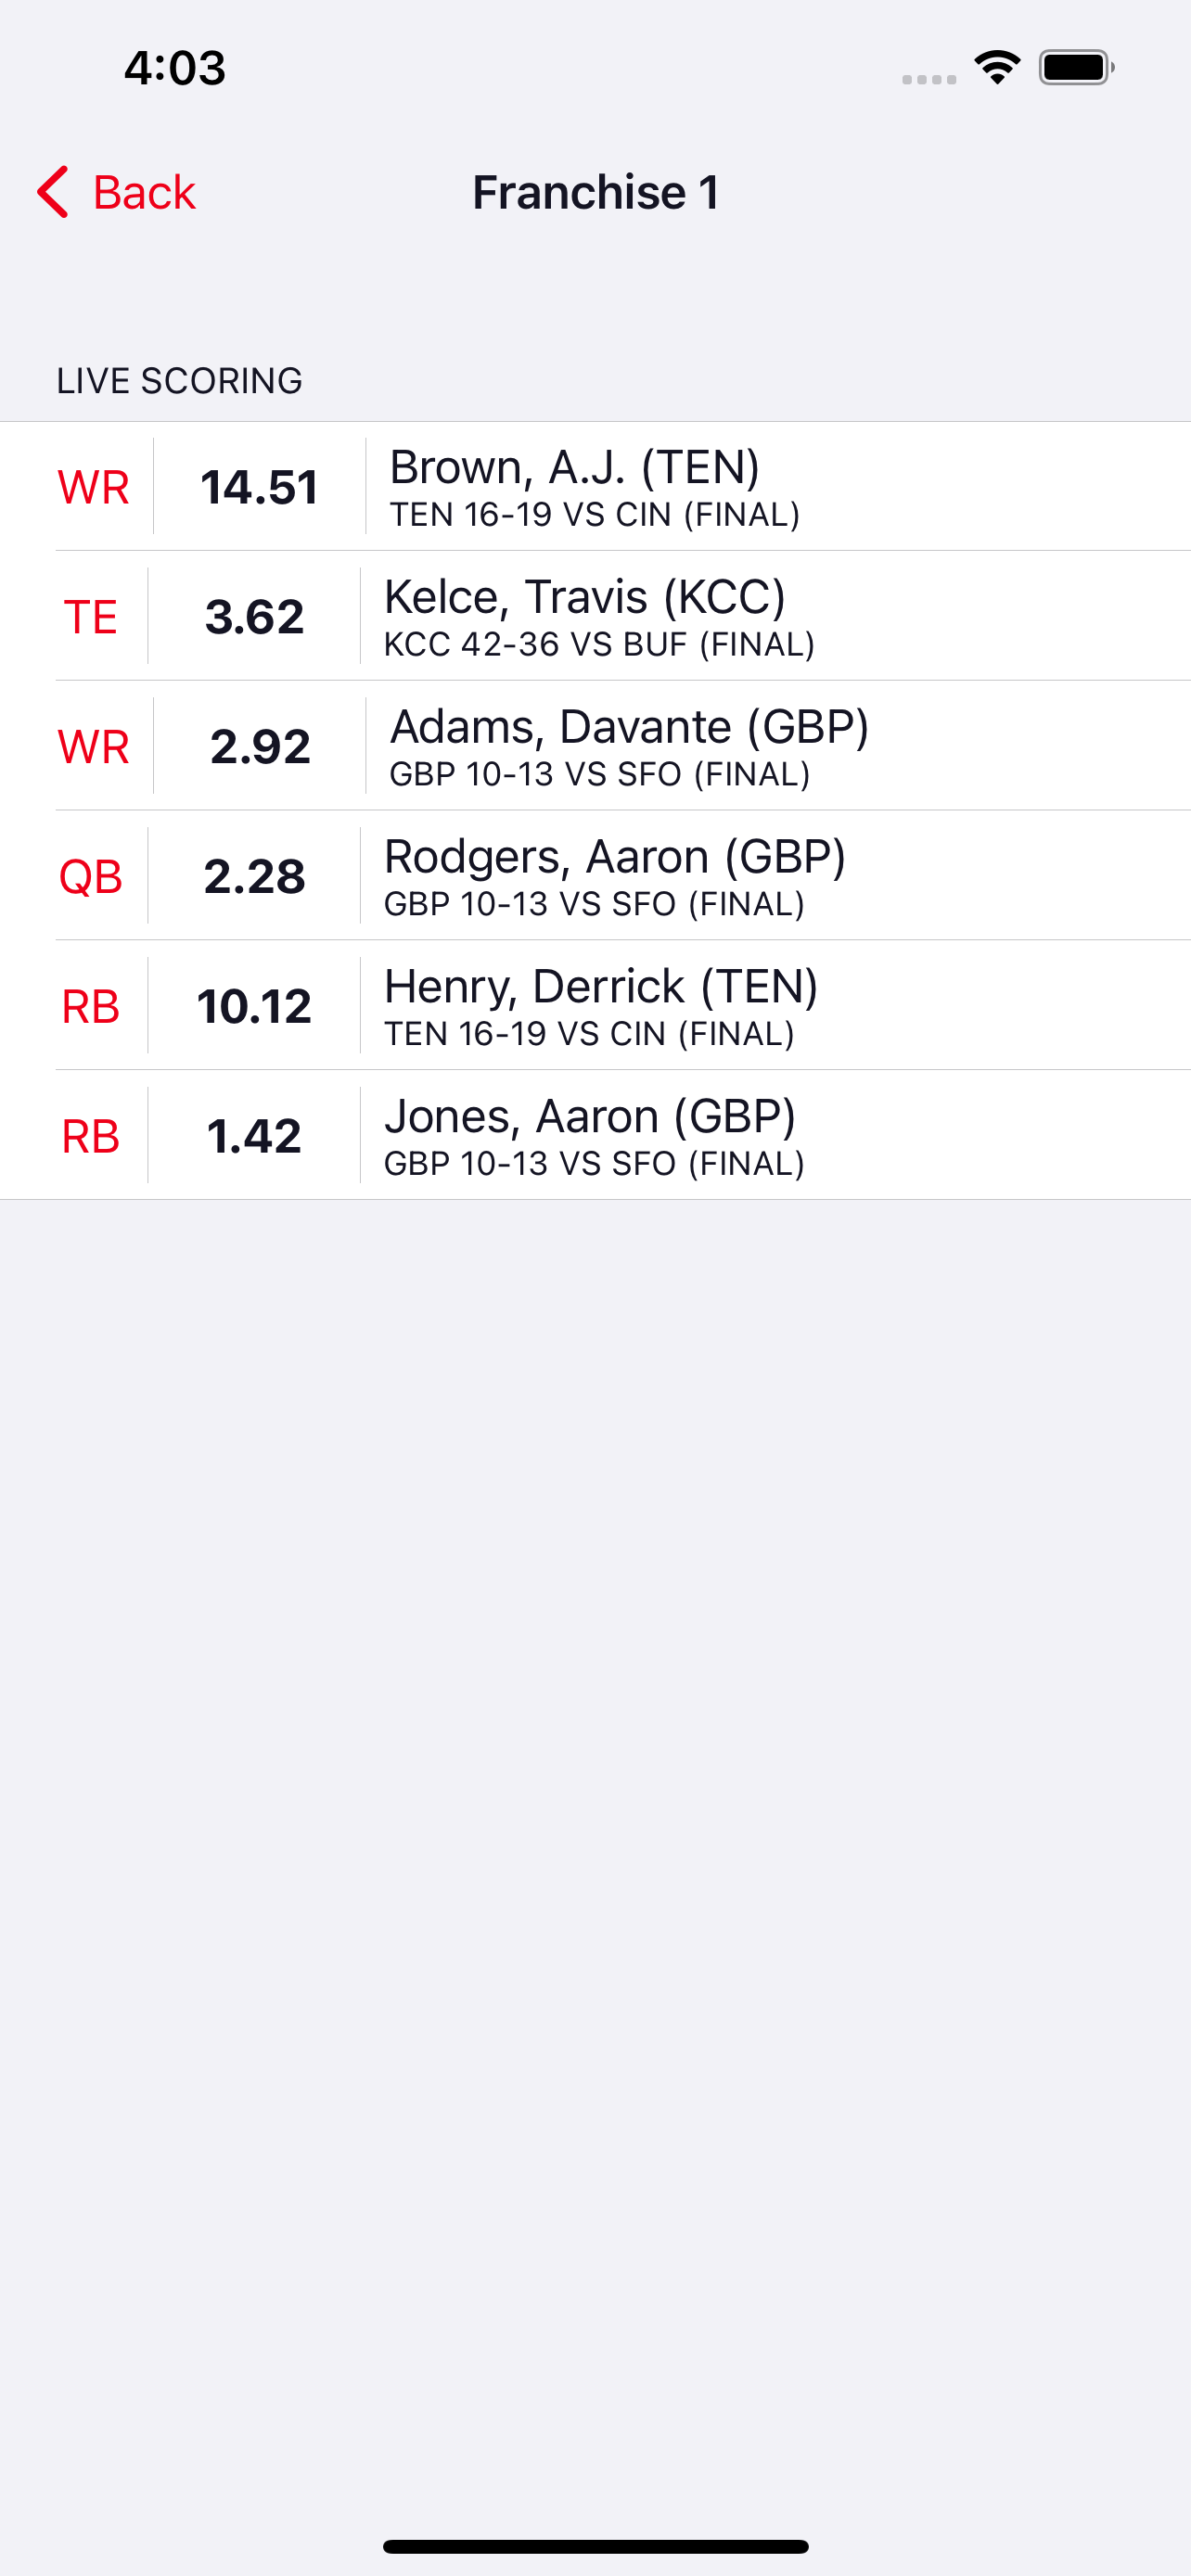 4:03
Back
Franchise 1
LIVE SCORING
WR
14.51
Brown, A.J. (TEN)
TEN 16-19 VS CIN (FINAL)
TE
3.62
Kelce, Travis (KCC)
KCC 42-36 VS BUF (FINAL)
WR
2.92
Adams, Davante (GBP)
GBP 10-13 VS SFO (FINAL)
QB
2.28
Rodgers, Aaron (GBP)
GBP 10-13 VS SFO (FINAL)
RB
10.12
Henry, Derrick (TEN)
TEN 16-19 VS CIN (FINAL)
RB
1.42
Jones, Aaron (GBP)
GBP 10-13 VS SFO (FINAL)